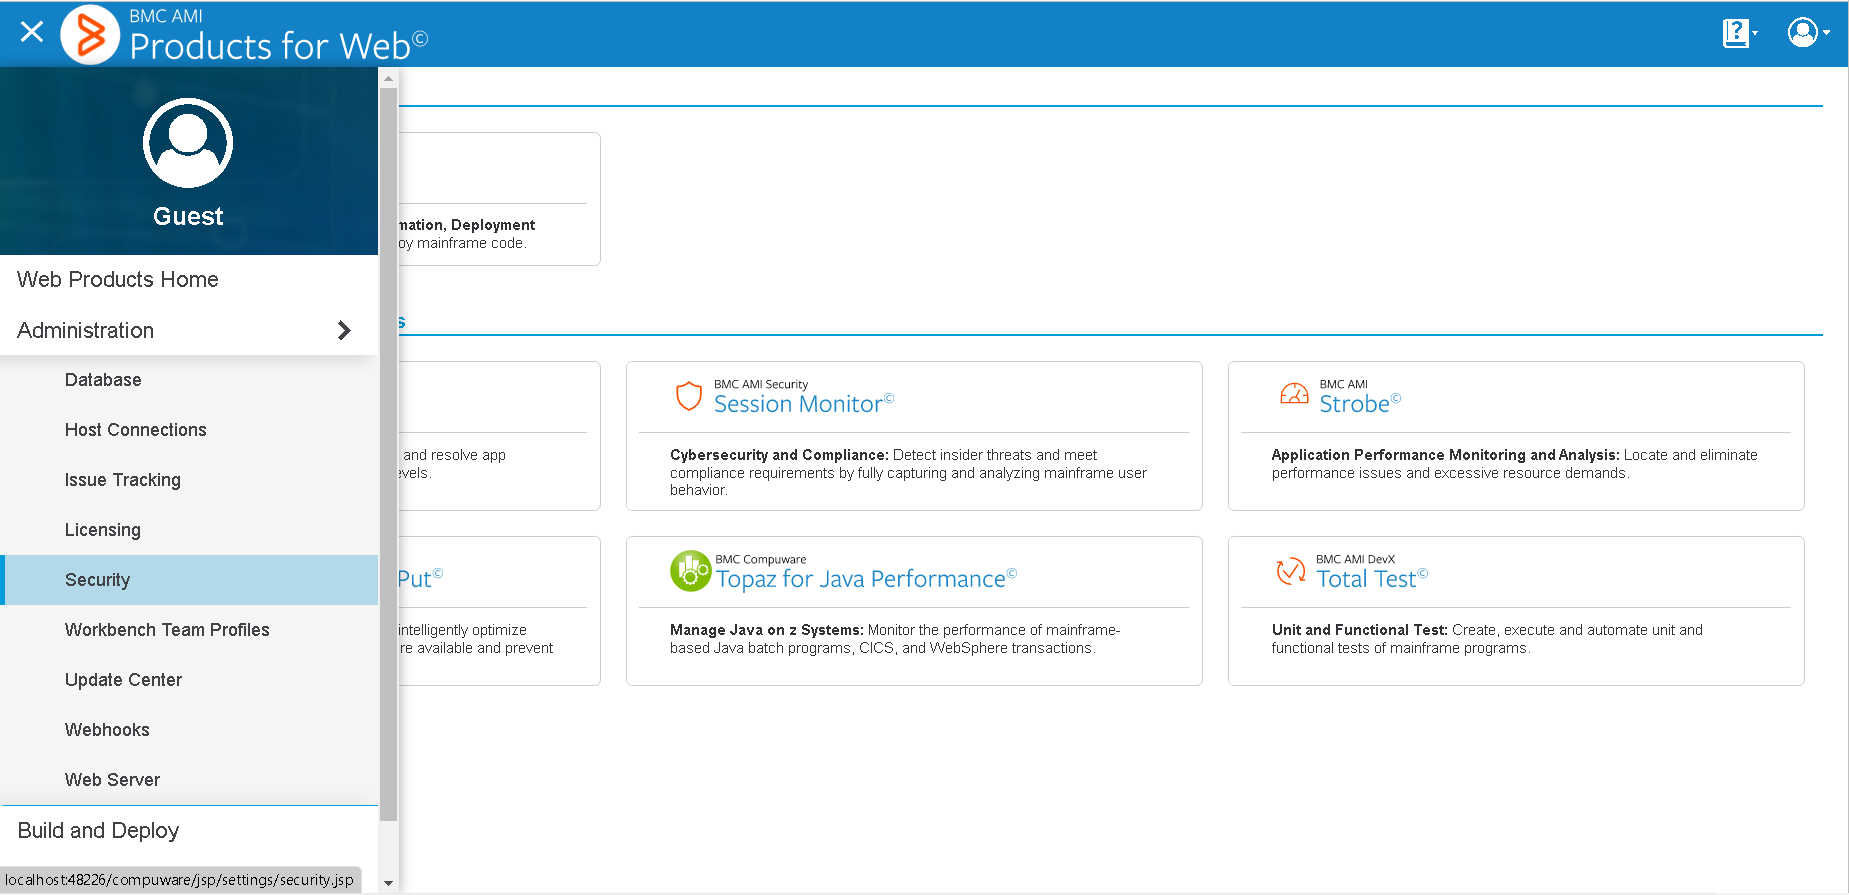 BMC AMI
Products for Web©
Guest
Web Products Home
Administration
Database
Host Connections
Issue Tracking
Licensing
Security
Workbench Team Profiles
Update Center
Webhooks
Web Server
Build and Deploy
localhost:48226/compuware/jsp/settings/security.jsp
mation, Deployment
oy mainframe code.
s
and resolve app
evels.
BMC AMI Security
Session Monitor©
Cybersecurity and Compliance: Detect insider threats and meet
compliance requirements by fully capturing and analyzing mainframe user
behavior.
BMC AMI
Strobe©
Application Performance Monitoring and Analysis: Locate and eliminate
performance issues and excessive resource demands.
Put©
intelligently optimize
re available and prevent
BMC Compuware
Topaz for Java Performance©
Manage Java on z Systems: Monitor the performance of mainframe-
based Java batch programs, CICS, and WebSphere transactions.
BMC AMI DevX
Total Test©
Unit and Functional Test: Create, execute and automate unit and
functional tests of mainframe programs.